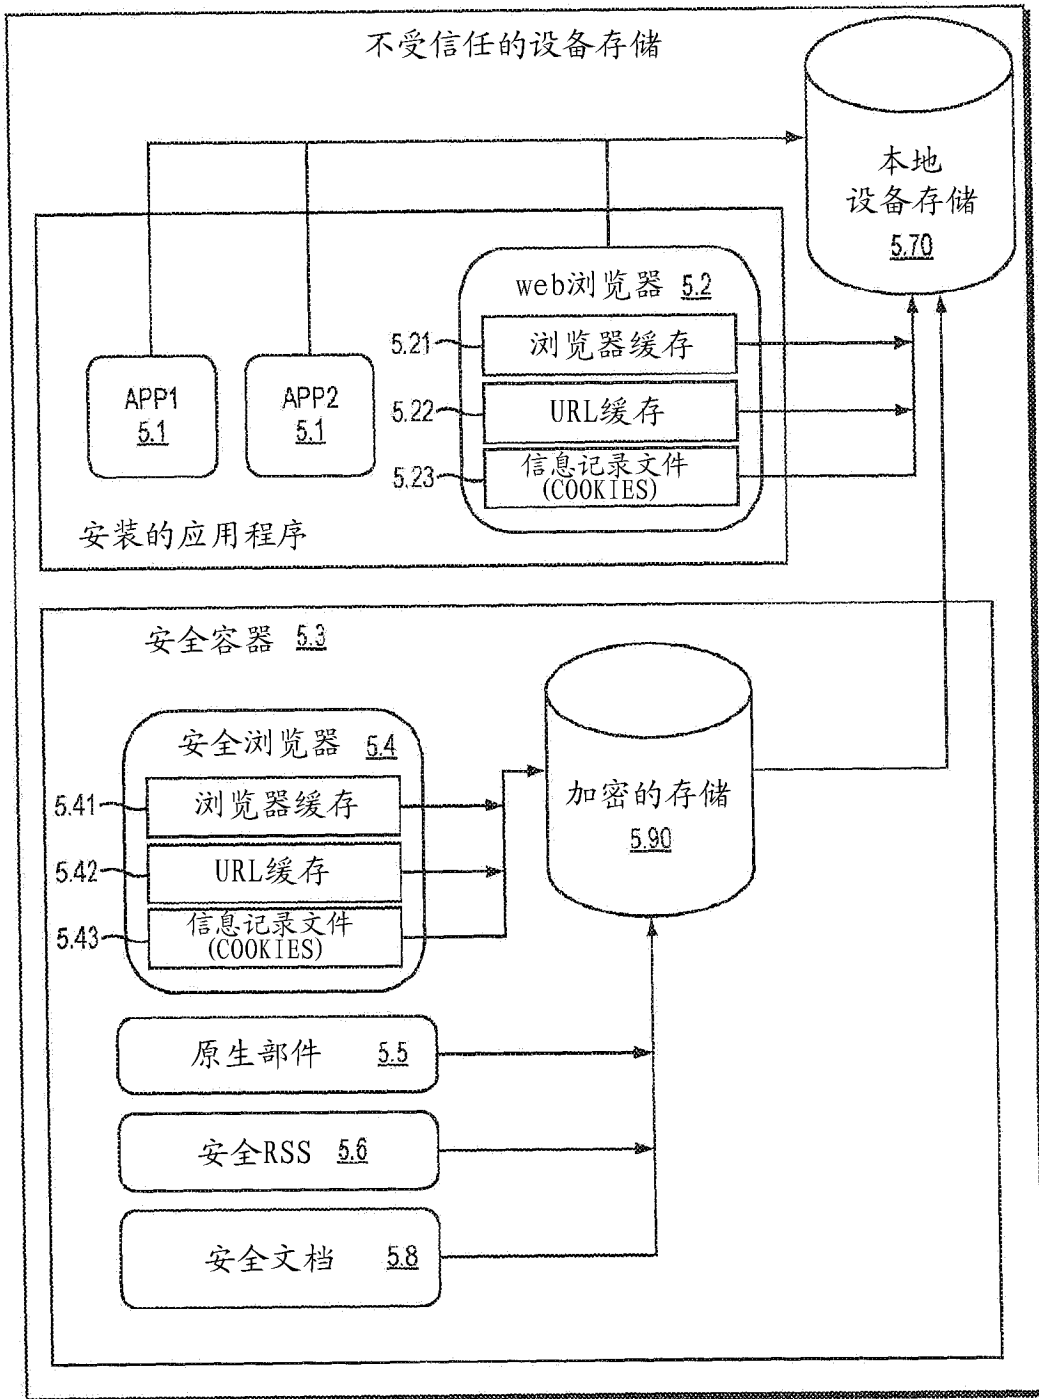 不受信任的设备存储
本地
设备存储
5.70
web浏览器 5.2
5.21
浏览器缓存
5.22
URL缓存
5.23
信息记录文件
(COOKIES)
APP1
5.1
APP2
5.1
安装的应用程序
安全容器 5.3
安全浏览器 5.4
5.41
浏览器缓存
5.42
URL缓存
5.43
信息记录文件
(COOKIES)
加密的存储
5.90
原生部件 5.5
安全RSS 5.6
安全文档 5.8